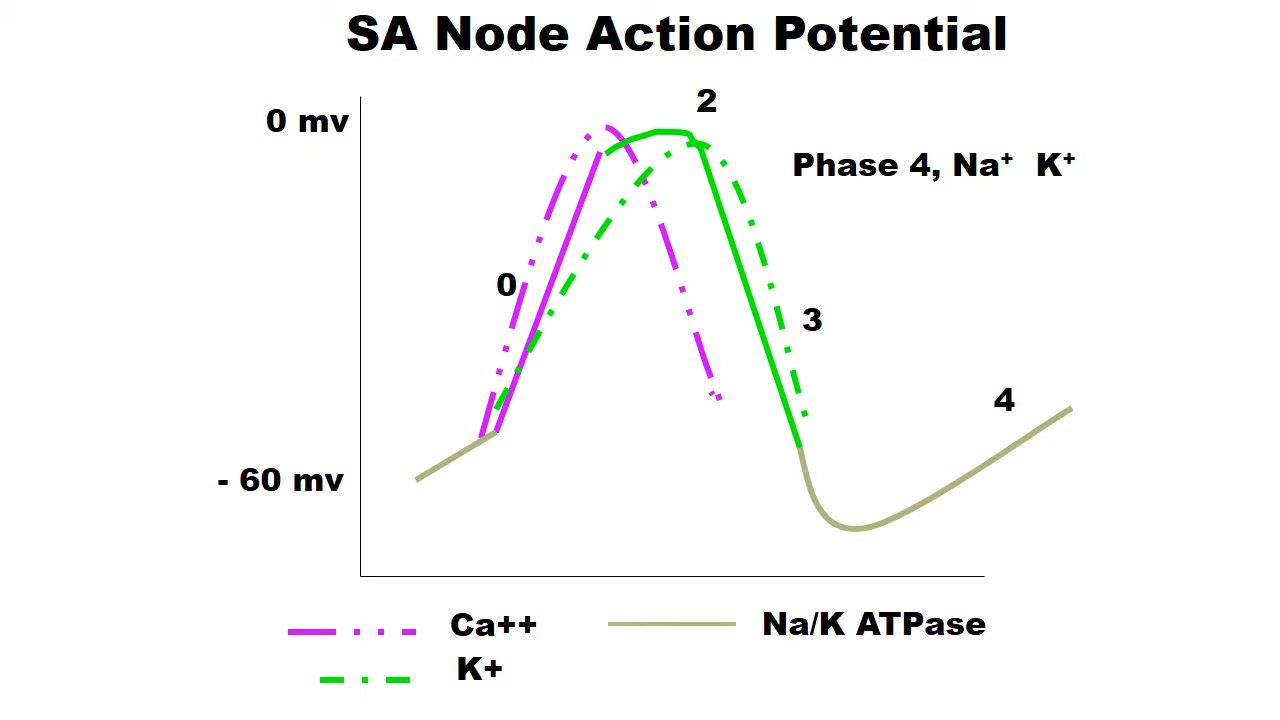 SA Node Action Potential
2
0 mv
Phase 4, Na⁺ K⁺
0
3
4
- 60 mv
Ca++
Na/K ATPase
K+